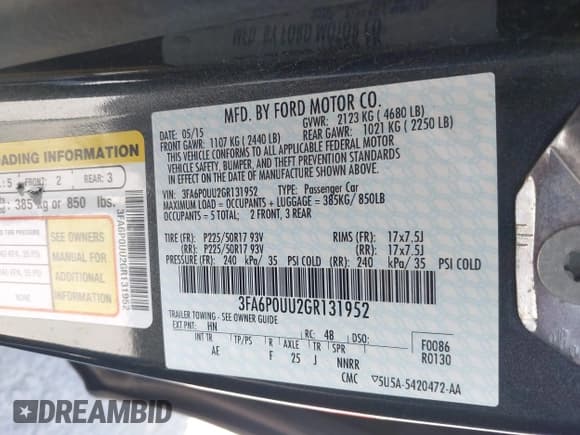 MFD. BY FORD MOTOR CO.
05/15
GVWR: 2123 KG ( 4680 LB)
FRONT GAWR: 1107 KG ( 2440 LB)
REAR GAWR: 1021 KG ( 2250 LB)
THIS VEHICLE CONFORMS TO ALL APPLICABLE FEDERAL MOTOR
VEHICLE SAFETY, BUMPER, AND THEFT PREVENTION STANDARDS
IN EFFECT ON THE DATE OF MANUFACTURE SHOWN ABOVE.
VIN: 3FA6P0UU2GR131952 TYPE: Passenger Car
MAXIMUM LOAD = OCCUPANTS + LUGGAGE = 385KG/ 850LB
OCCUPANTS = 5 TOTAL; 2 FRONT, 3 REAR
TIRE (FR): P225/50R17 93V RIMS (FR): 17x7.5J
(RR): P225/50R17 93V (RR): 17x7.5J
PRESSURE (FR): 240 kPa/ 35 PSI COLD (RR): 240 kPa/ 35 PSI COLD
3FA6P0UU2GR131952
TRAILER TOWING - SEE OWNER GUIDE
EXT PNT: HN RC: 48 DSO: F0086
R0130
INT TR TP/PS R AXLE TR SPR
AE F 25 J NNRR
CMC ▽5U5A-5420472-AA
LOADING INFORMATION
: 5 FRONT: 2 REAR: 3
385 kg or 850 lbs.
SEE OWNERS
MANUAL FOR
ADDITIONAL
INFORMATION
3FA6P0UU2GR131952
DREAMBID